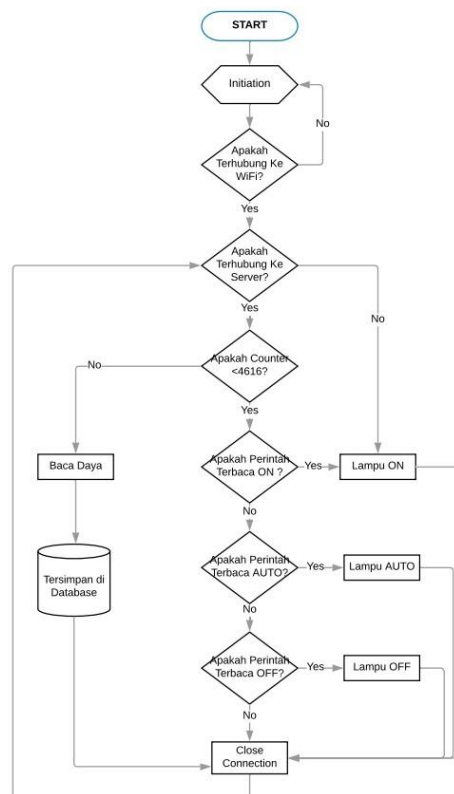 START
Initiation
No
Apakah
Terhubung Ke
WiFi?
Yes
Apakah
Terhubung Ke
Server?
Yes
No
Apakah Counter
<4616?
No
Yes
Baca Daya
Apakah Perintah
Terbaca ON ?
Yes
Lampu ON
No
Tersimpan di
Database
Apakah Perintah
Terbaca AUTO?
Yes
Lampu AUTO
No
Apakah Perintah
Terbaca OFF?
Yes
Lampu OFF
No
Close
Connection